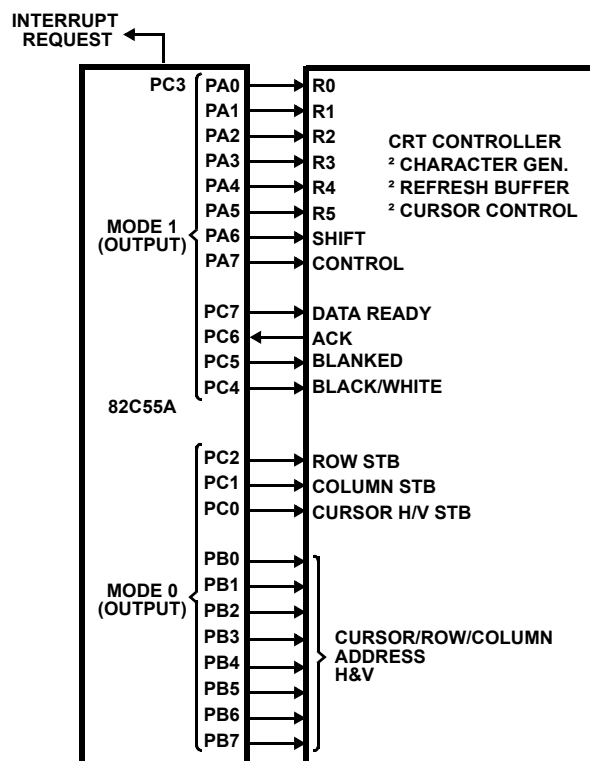 INTERRUPT
REQUEST
PC3 PA0 R0
PA1 R1
PA2 R2
PA3 R3
PA4 R4
PA5 R5
PA6 SHIFT
PA7 CONTROL
MODE 1
(OUTPUT)
CRT CONTROLLER
² CHARACTER GEN.
² REFRESH BUFFER
² CURSOR CONTROL
PC7 DATA READY
PC6 ACK
PC5 BLANKED
PC4 BLACK/WHITE
82C55A
PC2 ROW STB
PC1 COLUMN STB
PC0 CURSOR H/V STB
MODE 0
(OUTPUT)
PB0
PB1
PB2
PB3
PB4
PB5
PB6
PB7
CURSOR/ROW/COLUMN
ADDRESS
H&V